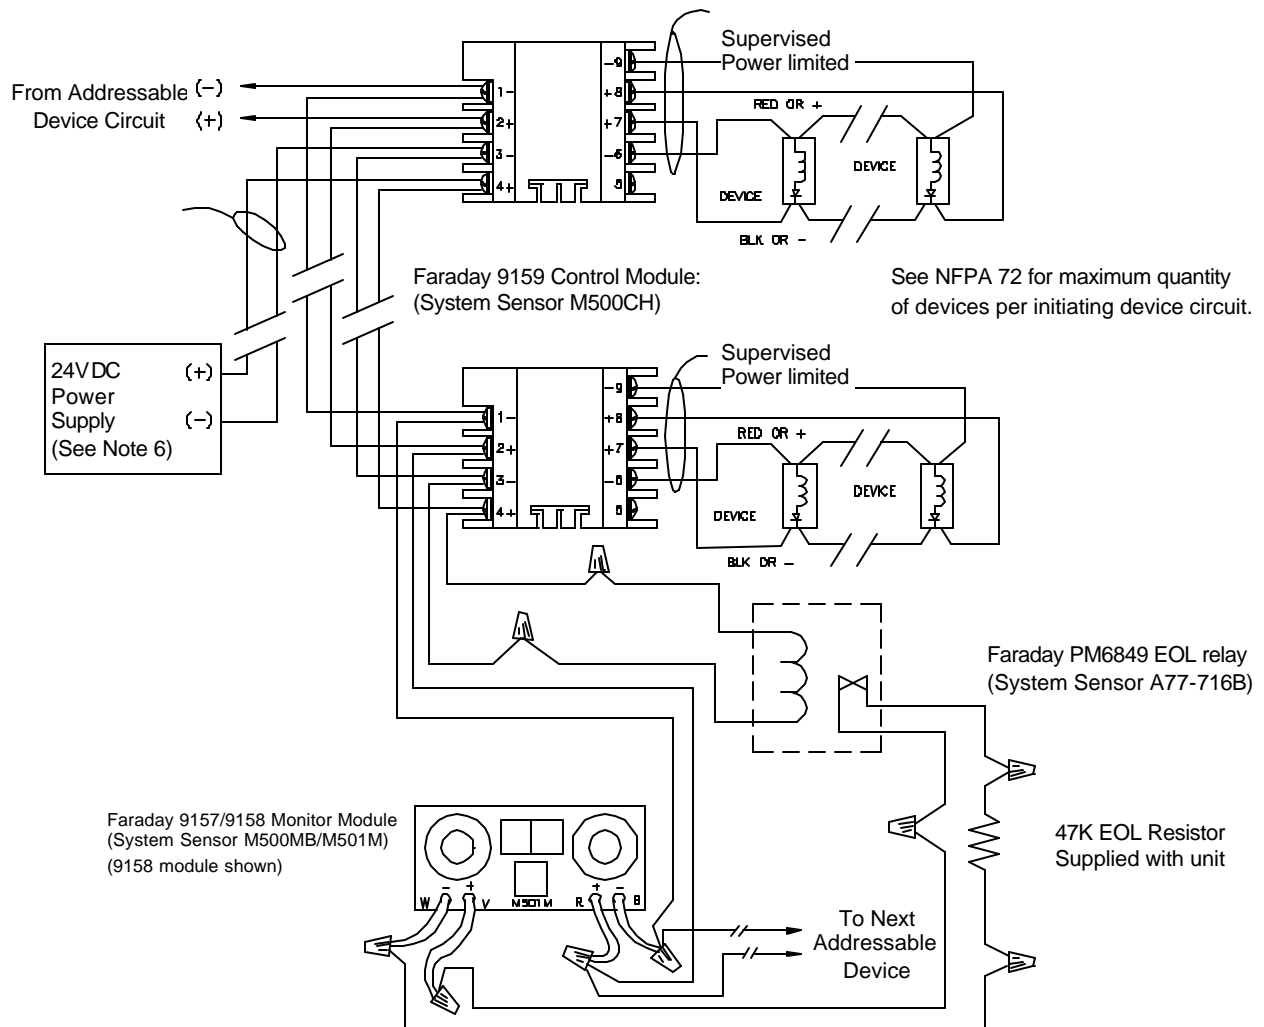 Supervised
Power limited
From Addressable (-)
Device Circuit (+)
1-
2+
3-
4+
-9
+8
+7
-6
5
RED OR +
DEVICE
DEVICE
BLK OR -
Faraday 9159 Control Module:
(System Sensor M500CH)
See NFPA 72 for maximum quantity
of devices per initiating device circuit.
24VDC (+)
Power
Supply (-)
(See Note 6)
Supervised
Power limited
1-
2+
3-
4+
-9
+8
+7
-6
RED OR +
DEVICE
DEVICE
BLK OR -
Faraday PM6849 EOL relay
(System Sensor A77-716B)
Faraday 9157/9158 Monitor Module
(System Sensor M500MB/M501M)
(9158 module shown)
W - + V M501M R + - B
47K EOL Resistor
Supplied with unit
To Next
Addressable
Device